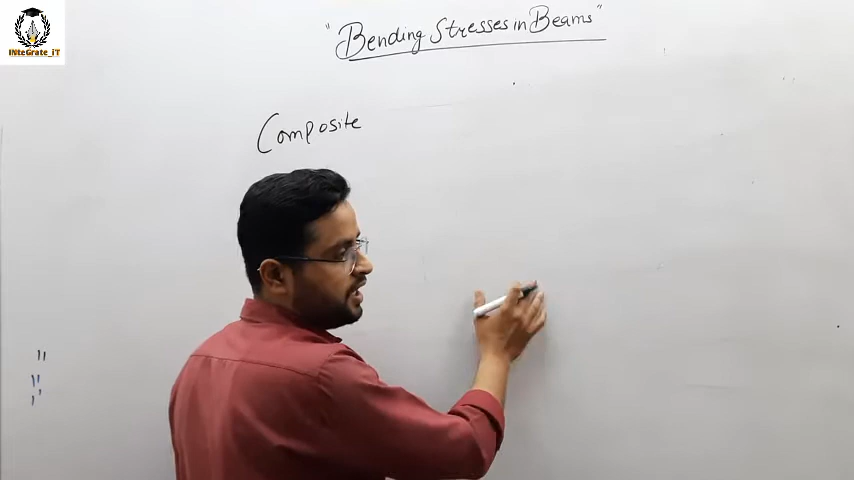 INteGrate_iT
"Bending Stresses in Beams"
Composite